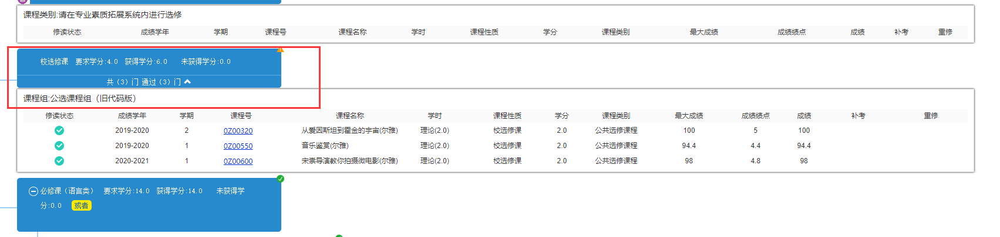 课程类别:请在专业素质拓展系统内进行选修
修读状态 成绩学年 学期 课程号 课程名称 学时 课程性质 学分 课程类别 最大成绩 成绩绩点 成绩 补考 重修
校选修课 要求学分:4.0 获得学分:6.0 未获得学分:0.0
共（3）门 通过（3）门
课程组:公选课程组（旧代码版）
修读状态 成绩学年 学期 课程号 课程名称 学时 课程性质 学分 课程类别 最大成绩 成绩绩点 成绩 补考 重修
2019-2020 2 0Z00320 从爱因斯坦到霍金的宇宙(尔雅) 理论(2.0) 校选修课 2.0 公共选修课程 100 5 100
2019-2020 1 0Z00550 音乐鉴赏(尔雅) 理论(2.0) 校选修课 2.0 公共选修课程 94.4 4.4 94.4
2020-2021 1 0Z00600 宋崇导演教你拍摄微电影(尔雅) 理论(2.0) 校选修课 2.0 公共选修课程 98 4.8 98
必修课（语言类） 要求学分:14.0 获得学分:14.0 未获得学
分:0.0 或者